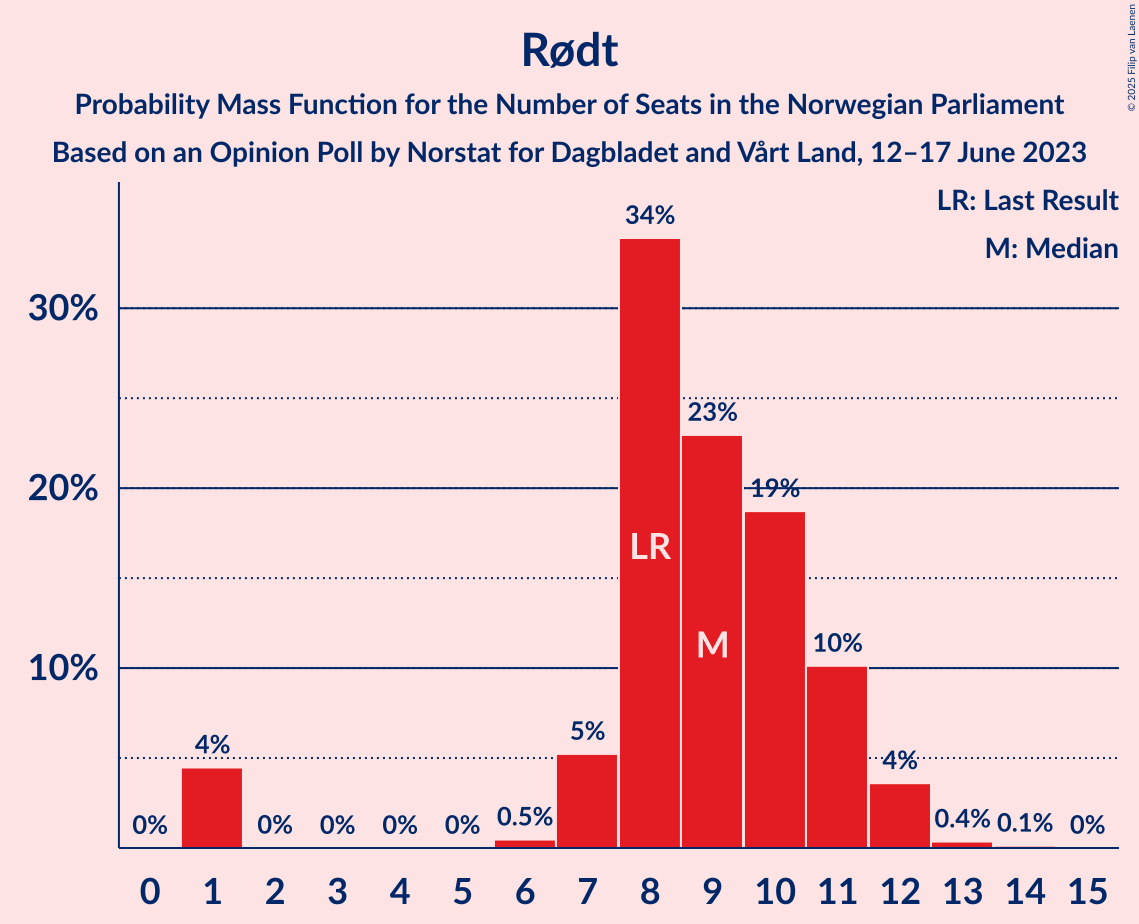 Rødt
Probability Mass Function for the Number of Seats in the Norwegian Parliament
Based on an Opinion Poll by Norstat for Dagbladet and Vårt Land, 12–17 June 2023
© 2025 Filip van Laenen
LR: Last Result
M: Median
34%
30%
23%
20%
19%
LR
M
10%
10%
5%
4%
4%
0%
0%
0%
0%
0%
0.5%
0.4%
0.1%
0%
0 1 2 3 4 5 6 7 8 9 10 11 12 13 14 15